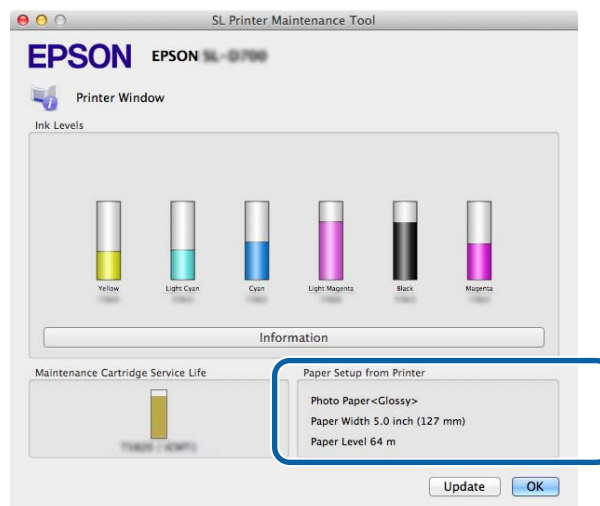 SL Printer Maintenance Tool
EPSON EPSON
Printer Window
Ink Levels
Yellow Light Cyan Cyan Light Magenta Black Magenta
Information
Maintenance Cartridge Service Life
Paper Setup from Printer
Photo Paper<Glossy>
Paper Width 5.0 inch (127 mm)
Paper Level 64 m
Update OK